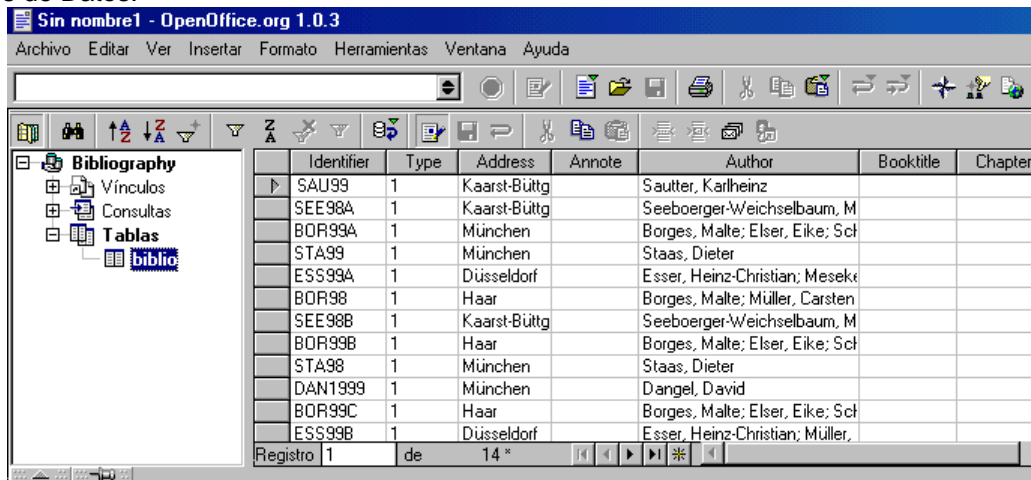 Sin nombre1 - OpenOffice.org 1.0.3
Archivo Editar Ver Insertar Formato Herramientas Ventana Ayuda
Bibliography
Vínculos
Consultas
Tablas
biblio
Identifier Type Address Annote Author Booktitle Chapter
SAU99 1 Kaarst-Büttg Sautter, Karlheinz
SEE98A 1 Kaarst-Büttg Seeboerger-Weichselbaum, M
BOR99A 1 München Borges, Malte; Elser, Eike; Sch
STA99 1 München Staas, Dieter
ESS99A 1 Düsseldorf Esser, Heinz-Christian; Meseke
BOR98 1 Haar Borges, Malte; Müller, Carsten
SEE98B 1 Kaarst-Büttg Seeboerger-Weichselbaum, M
BOR99B 1 Haar Borges, Malte; Elser, Eike; Sch
STA98 1 München Staas, Dieter
DAN1999 1 München Dangel, David
BOR99C 1 Haar Borges, Malte; Elser, Eike; Sch
ESS99B 1 Düsseldorf Esser, Heinz-Christian; Müller,
Registro 1 de 14 *